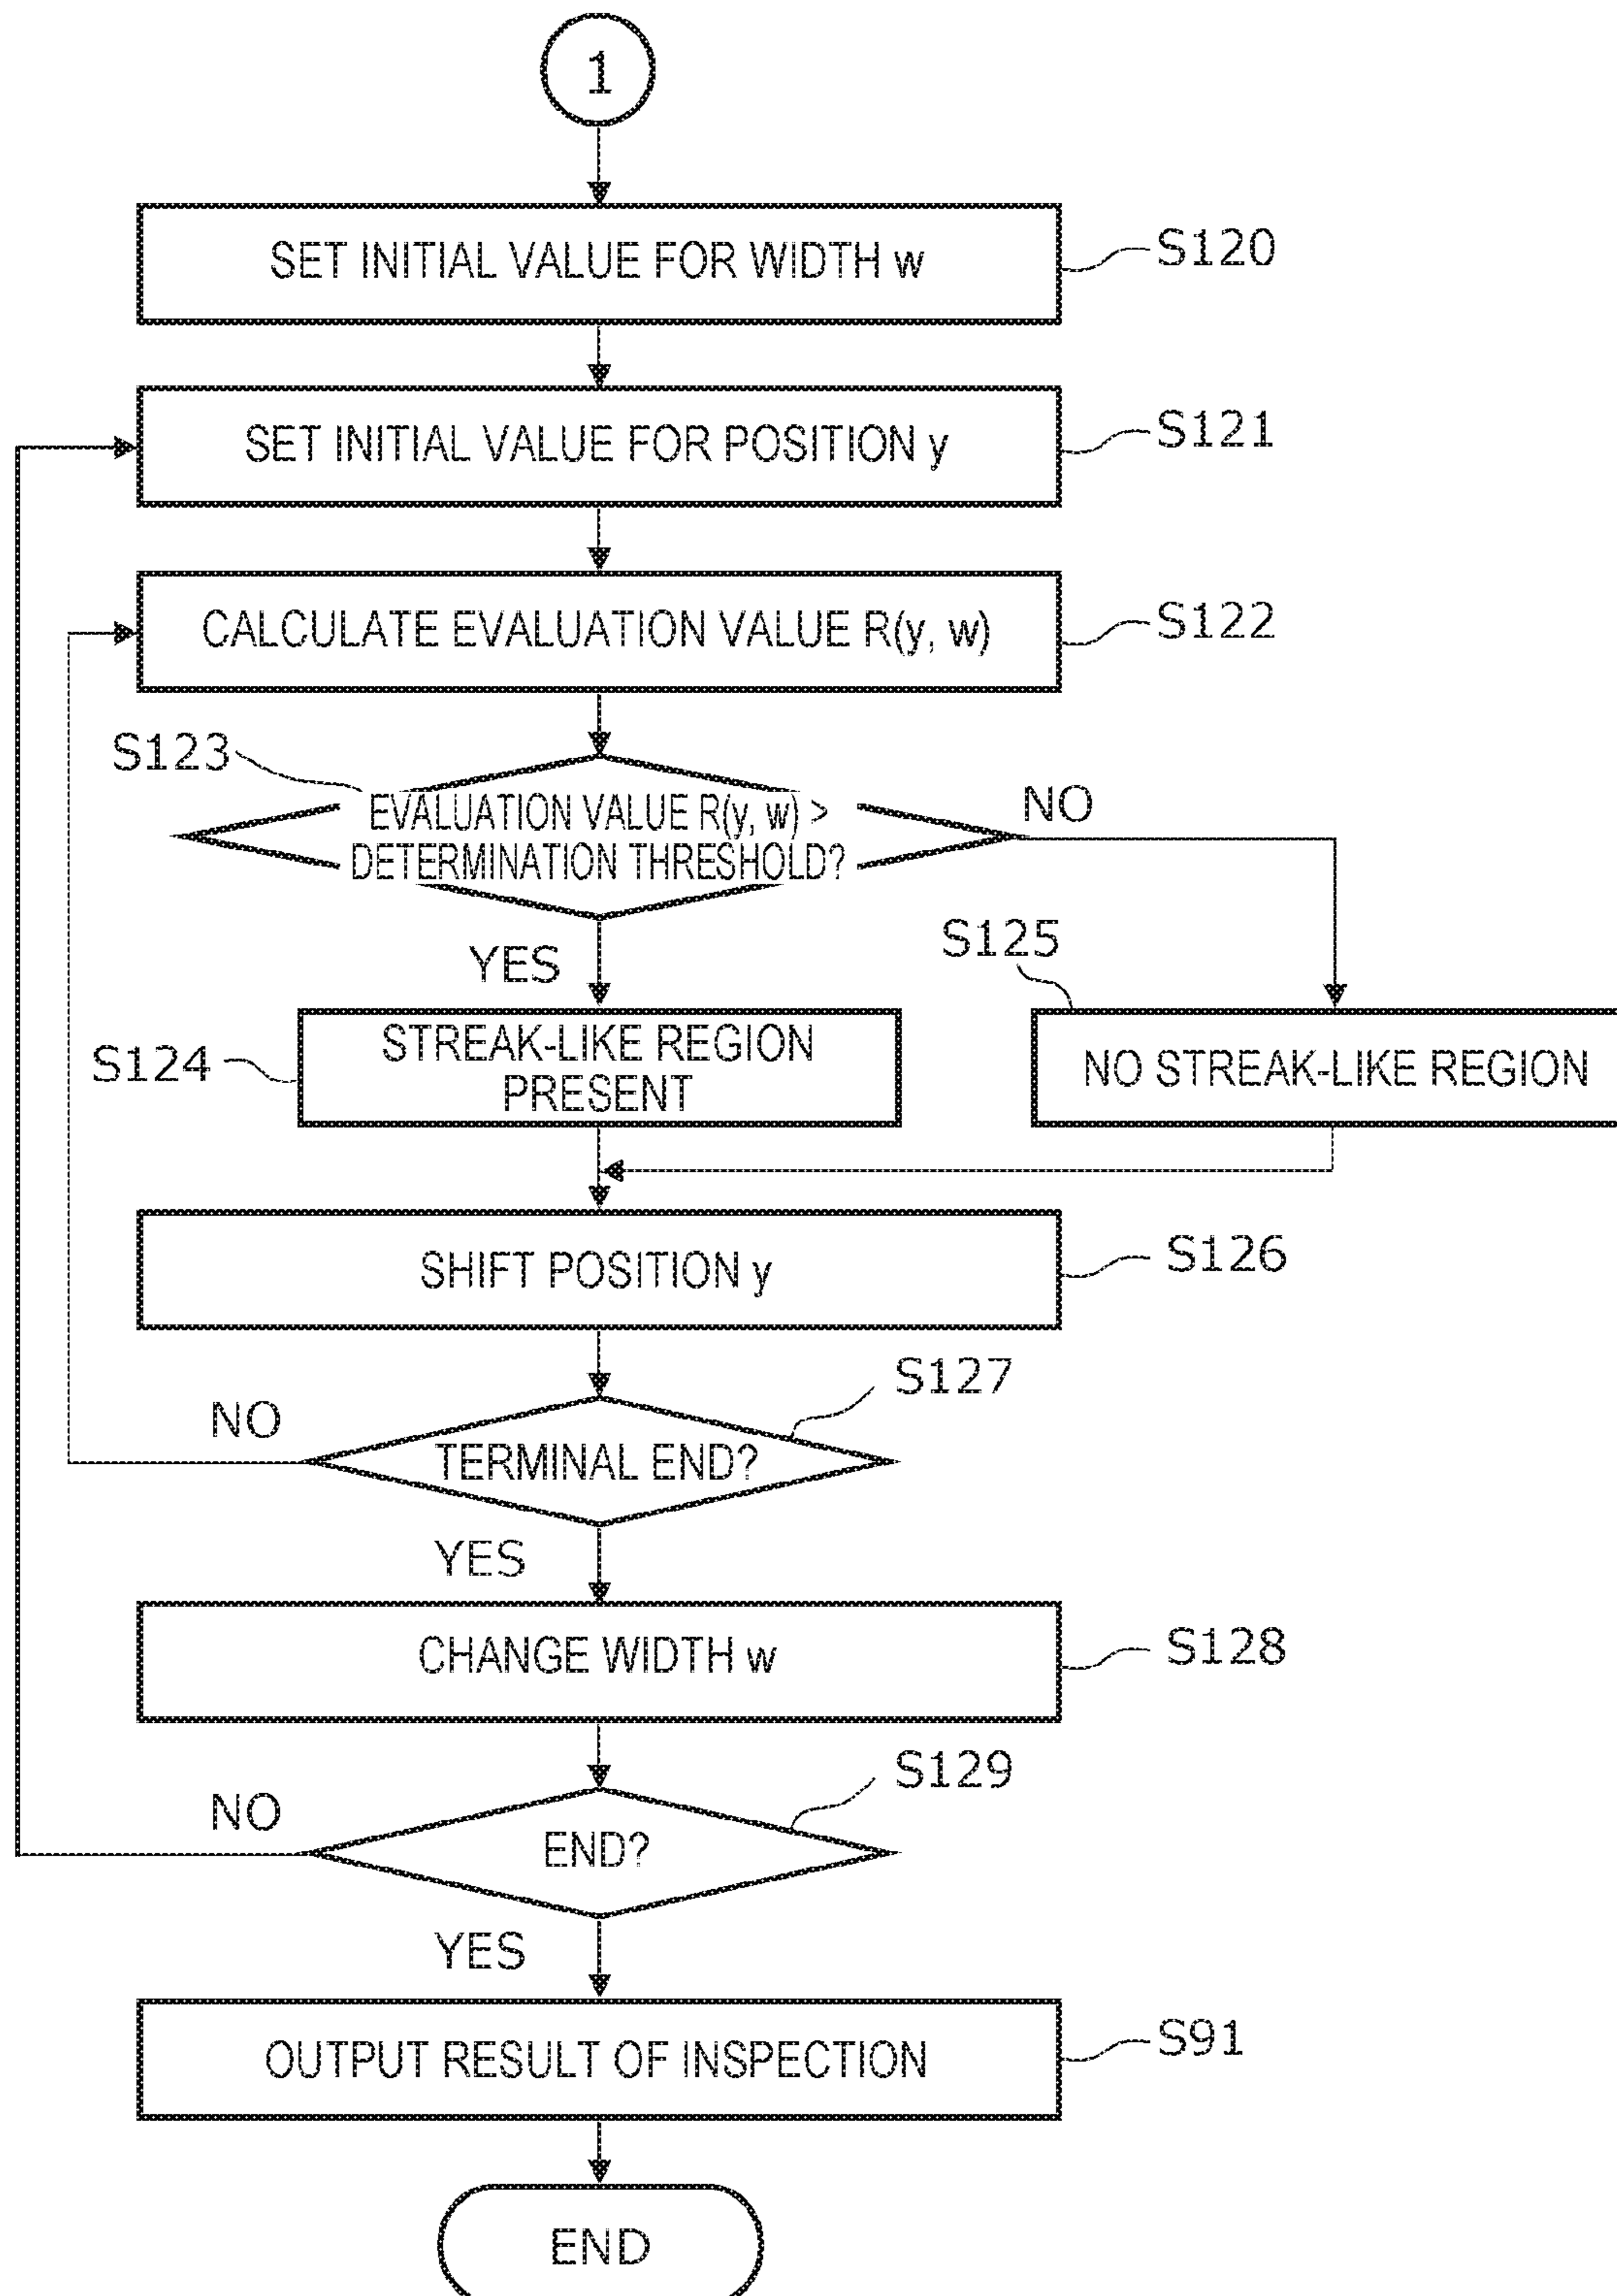 1
SET INITIAL VALUE FOR WIDTH w
S120
SET INITIAL VALUE FOR POSITION y
S121
CALCULATE EVALUATION VALUE R(y, w)
S122
S123
EVALUATION VALUE R(y, w) >
DETERMINATION THRESHOLD?
NO
YES
S125
S124
STREAK-LIKE REGION
PRESENT
NO STREAK-LIKE REGION
SHIFT POSITION y
S126
S127
NO
TERMINAL END?
YES
CHANGE WIDTH w
S128
S129
NO
END?
YES
OUTPUT RESULT OF INSPECTION
S91
END